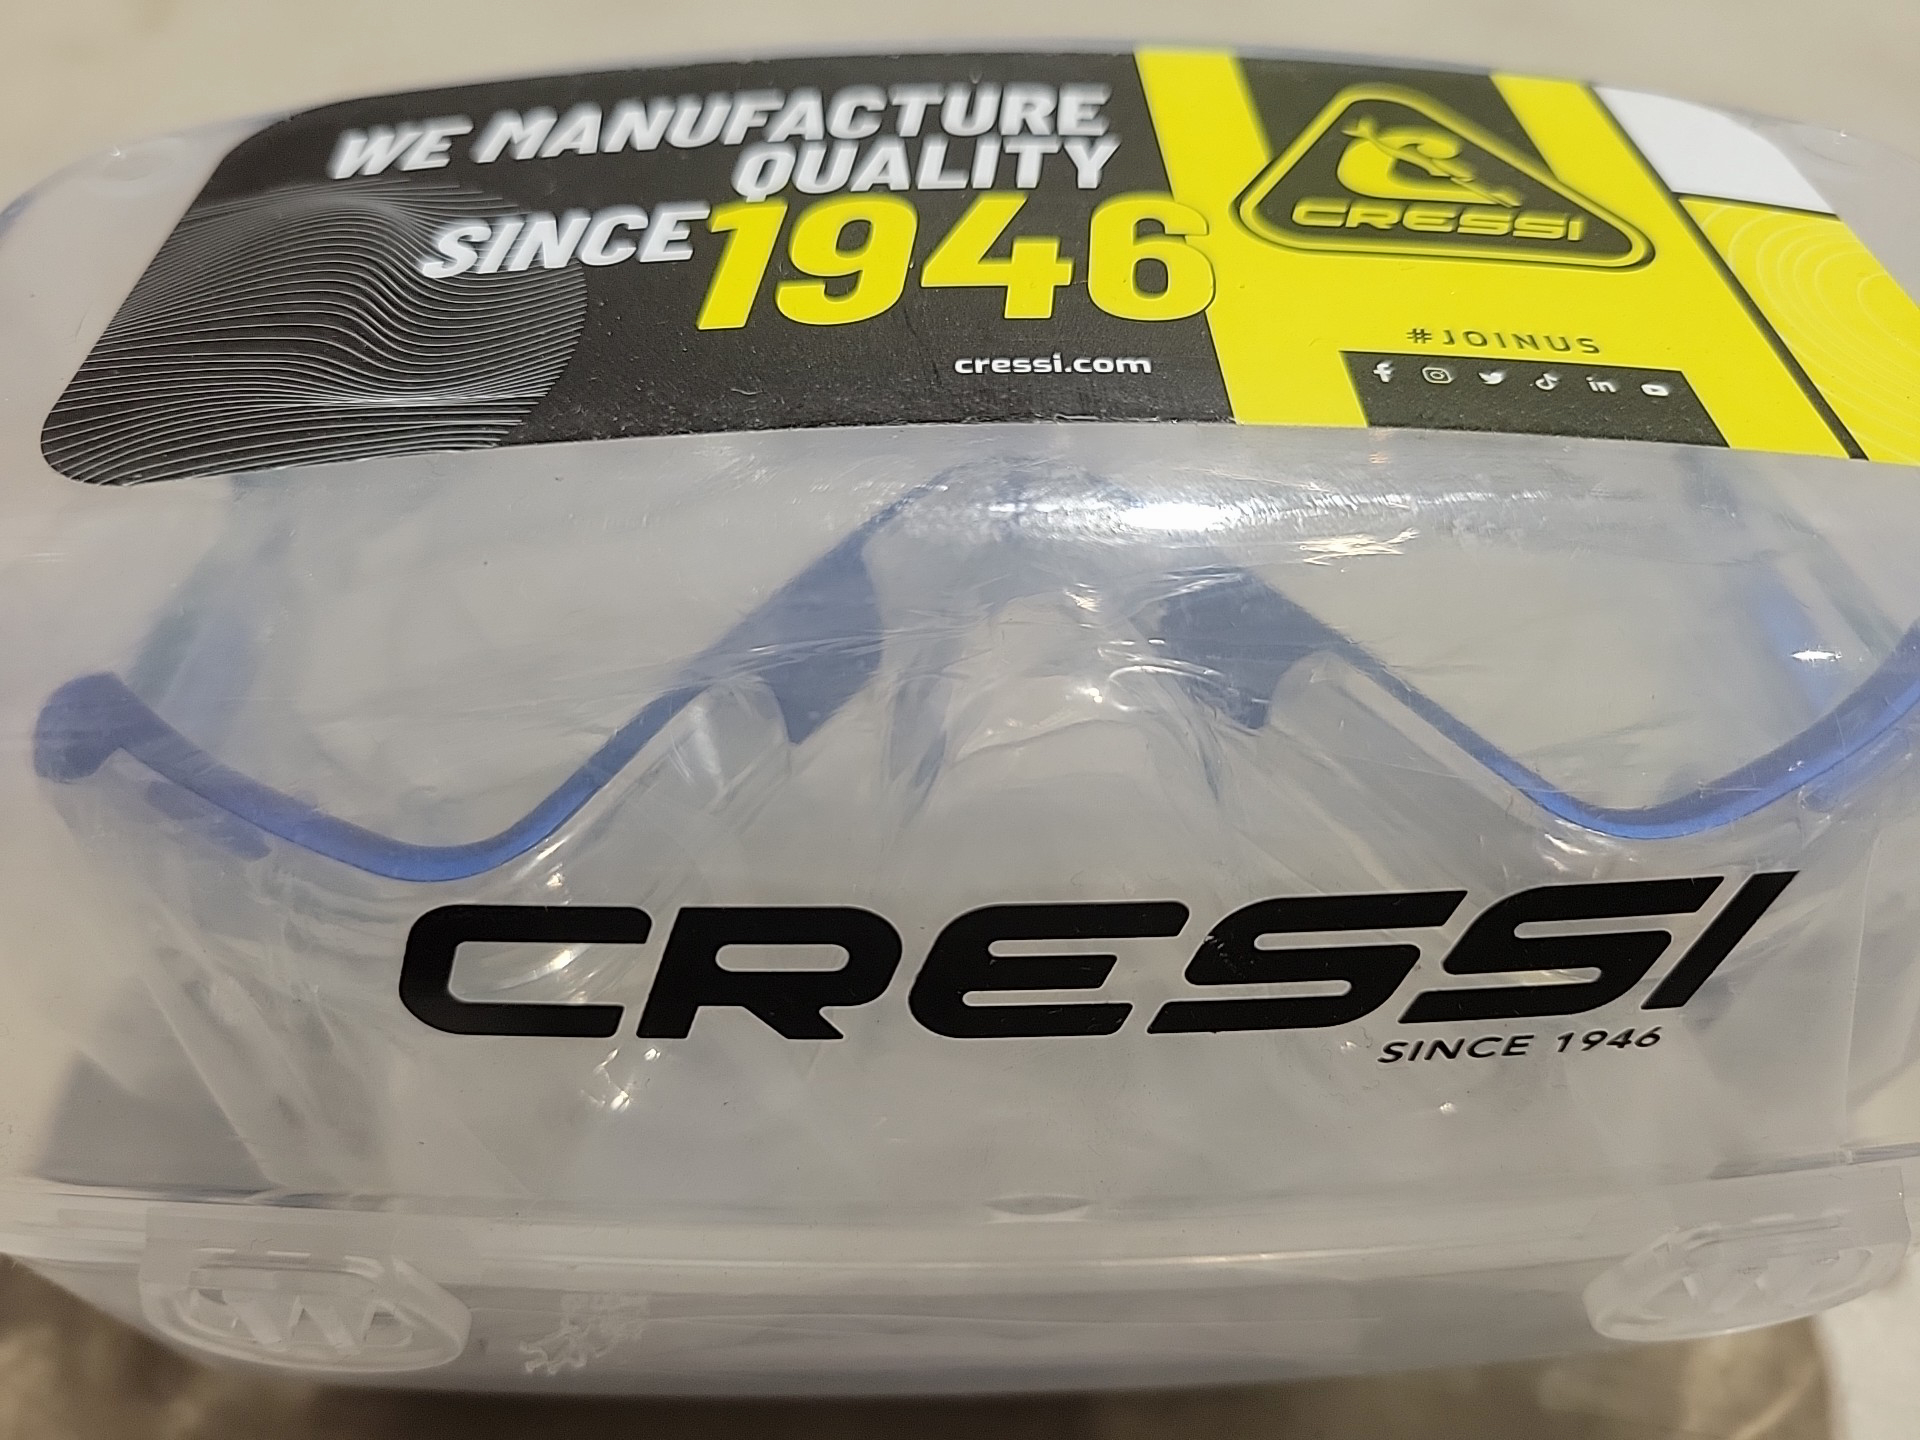 WE MANUFACTURE
QUALITY
SINCE 1946
cressi.com
CRESSI
#JOINUS
CRESSI
SINCE 1946